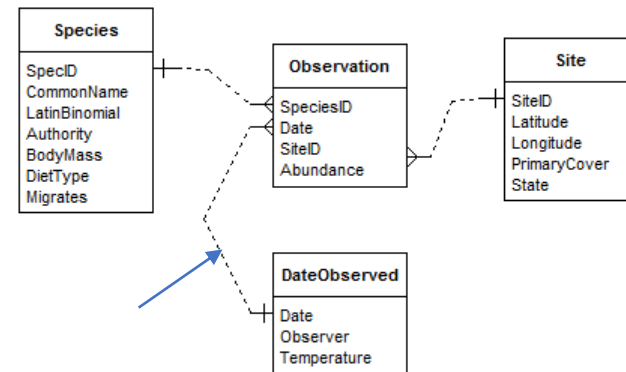 Species
SpecID
CommonName
LatinBinomial
Authority
BodyMass
DietType
Migrates
Observation
SpeciesID
Date
SiteID
Abundance
Site
SiteID
Latitude
Longitude
PrimaryCover
State
DateObserved
Date
Observer
Temperature